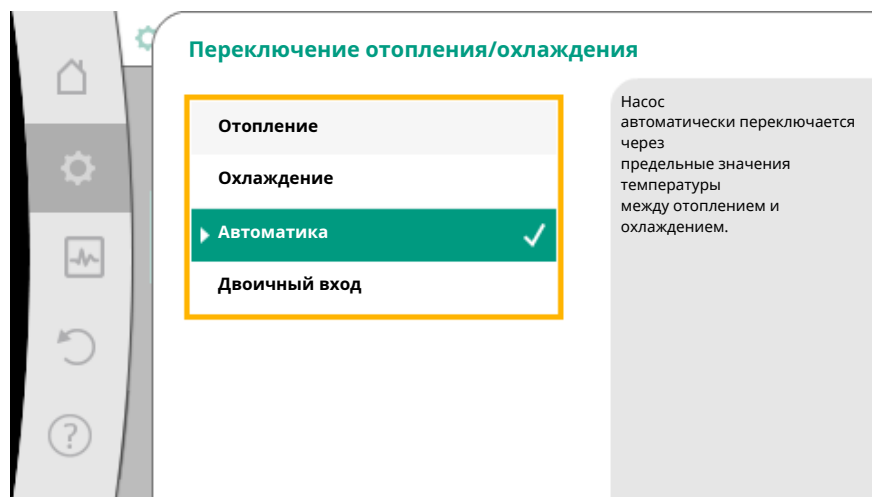 Переключение отопления/охлаждения
Отопление
Охлаждение
Автоматика
Двоичный вход
Насос
автоматически переключается
через
предельные значения
температуры
между отоплением и
охлаждением.
?